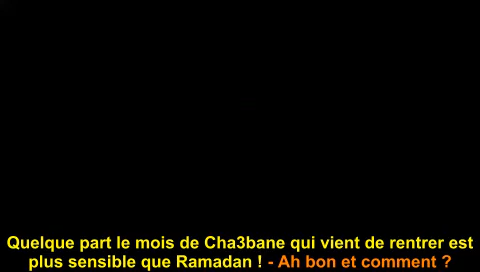 Quelque part le mois de Cha3bane qui vient de rentrer est
plus sensible que Ramadan ! - Ah bon et comment ?